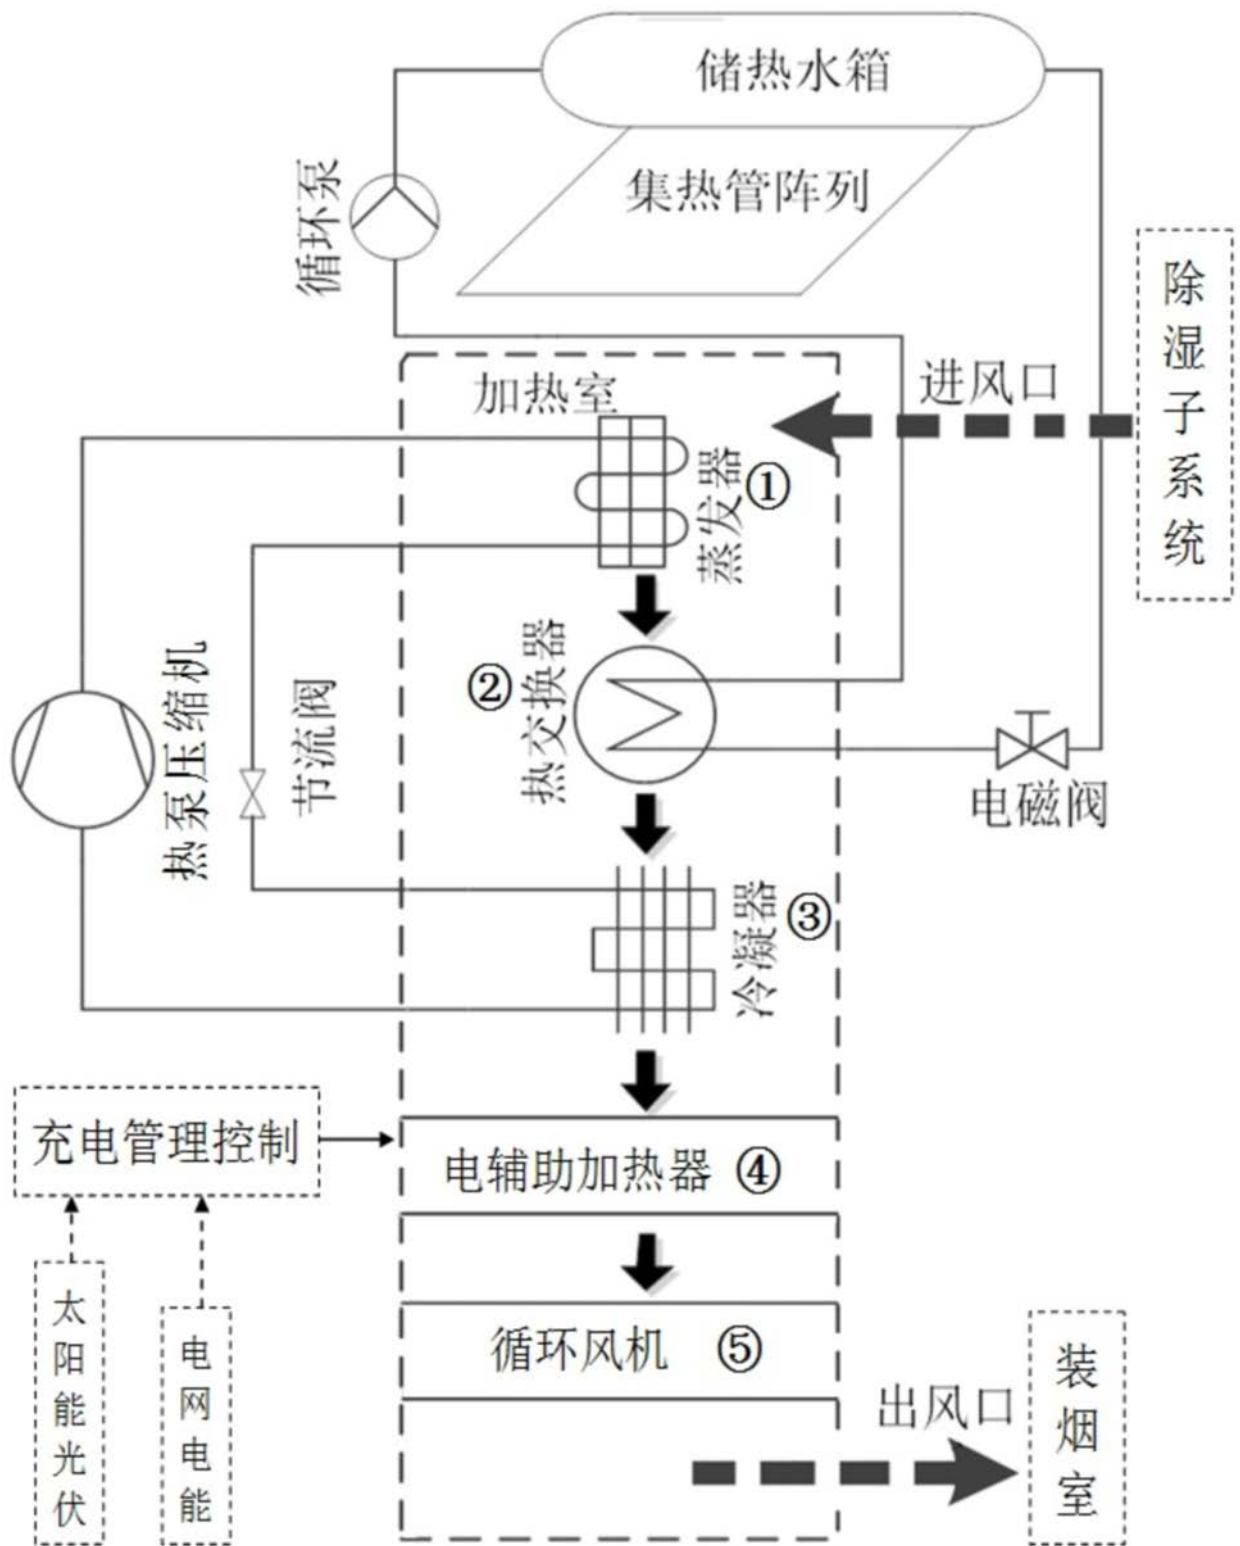 储热水箱
集热管阵列
循环泵
除湿子系统
进风口
加热室
蒸发器 ①
② 热交换器
热泵压缩机
节流阀
电磁阀
冷凝器 ③
充电管理控制
电辅助加热器 ④
太阳能光伏
电网电能
循环风机 ⑤
出风口
装烟室